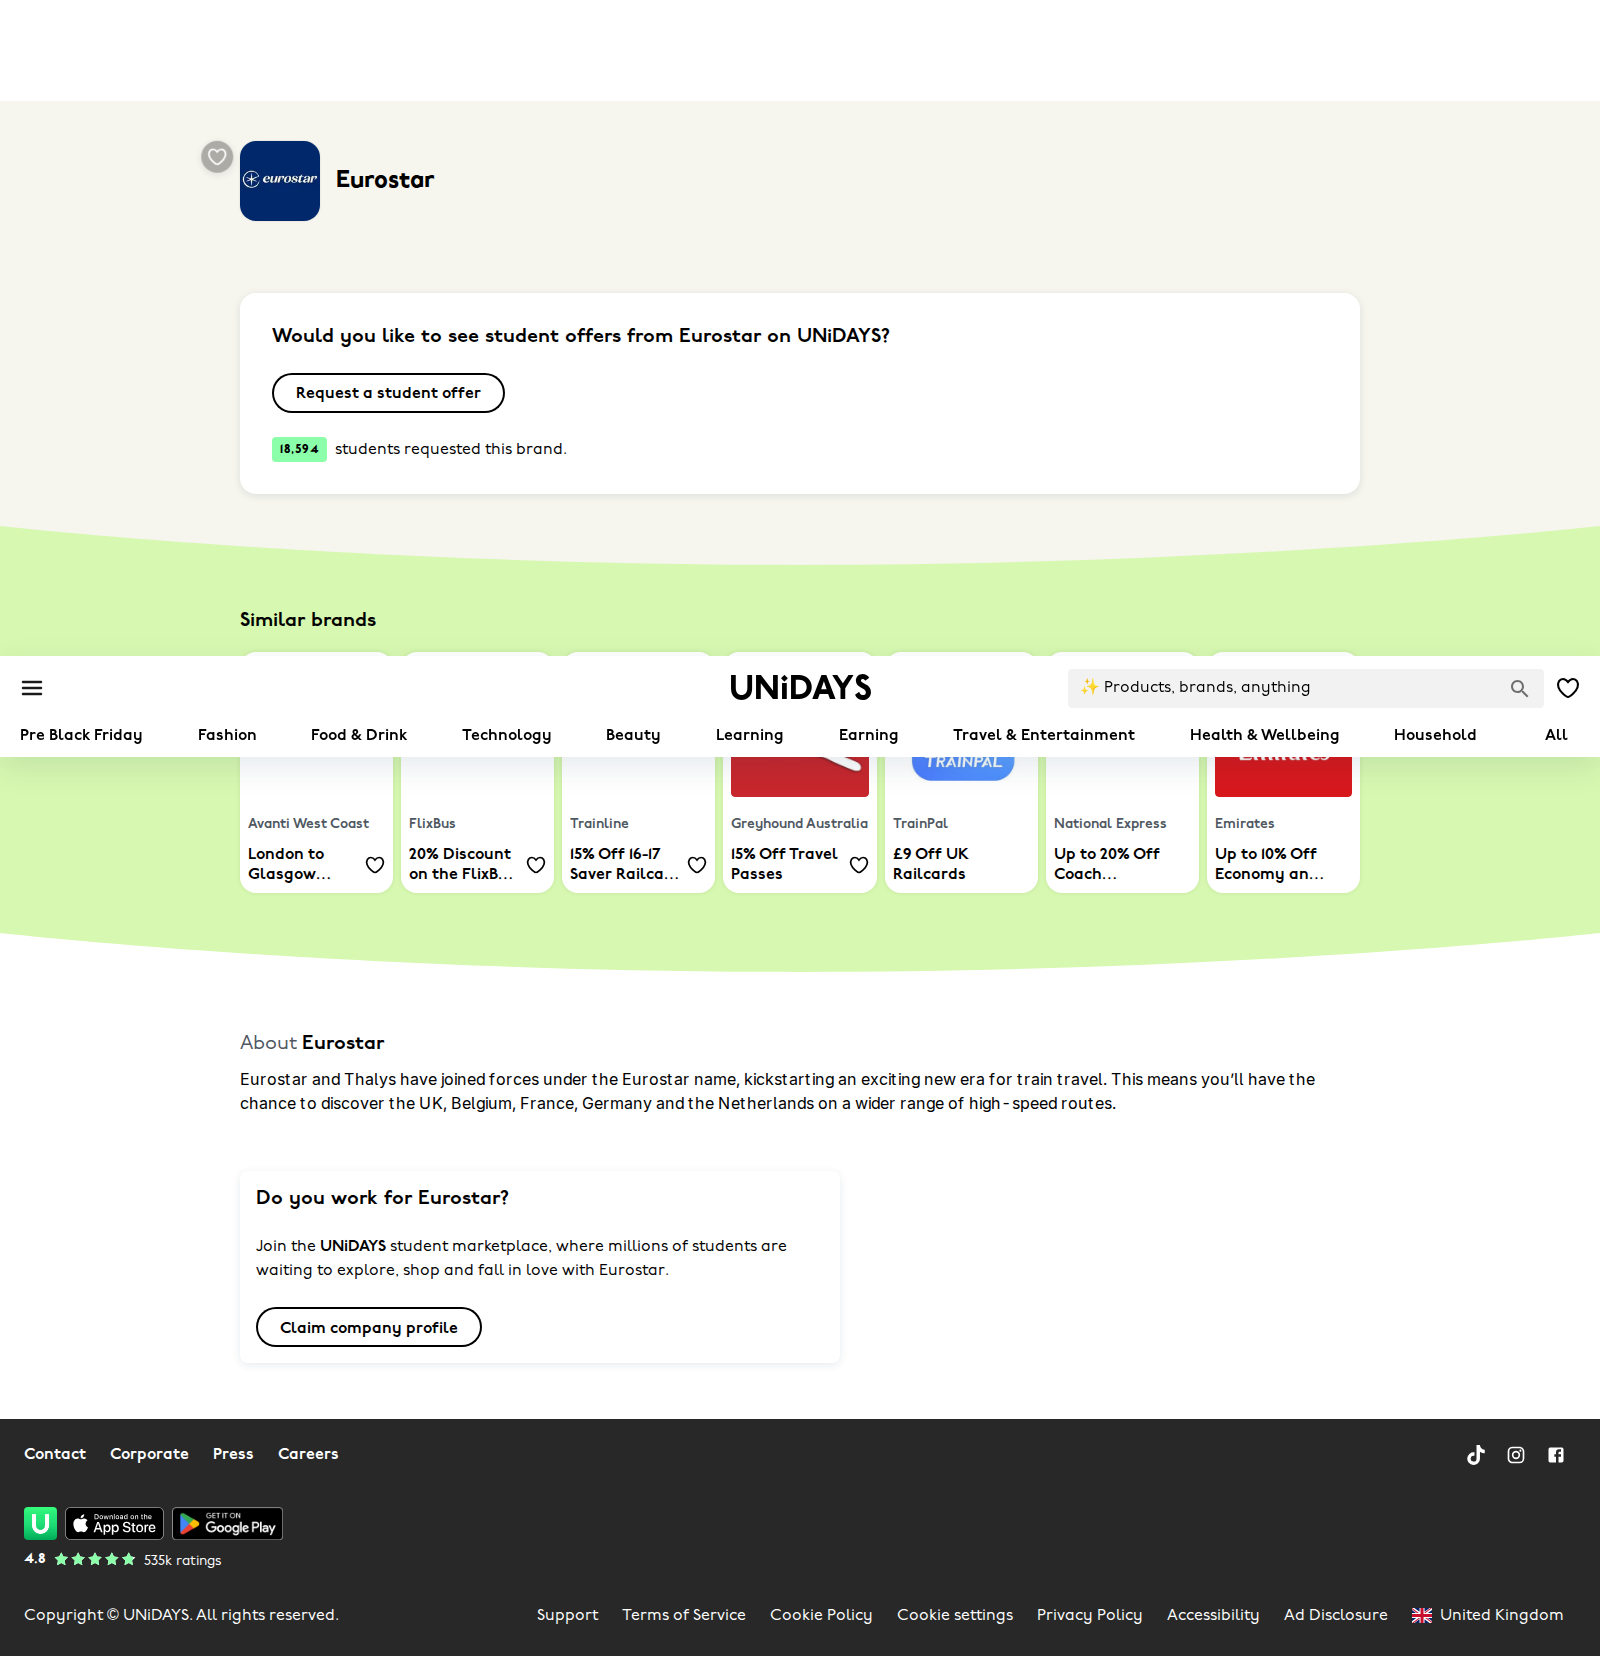 eurostar
Eurostar
Would you like to see student offers from Eurostar on UNiDAYS?
Request a student offer
18,594 students requested this brand.
Similar brands
UNiDAYS
✨ Products, brands, anything
Pre Black Friday Fashion Food & Drink Technology Beauty Learning Earning Travel & Entertainment Health & Wellbeing Household All
TRAINPAL
Emirates
Avanti West Coast
London to
Glasgow...
FlixBus
20% Discount
on the FlixB...
Trainline
15% Off 16-17
Saver Railca...
Greyhound Australia
15% Off Travel
Passes
TrainPal
£9 Off UK
Railcards
National Express
Up to 20% Off
Coach...
Emirates
Up to 10% Off
Economy an...
About Eurostar
Eurostar and Thalys have joined forces under the Eurostar name, kickstarting an exciting new era for train travel. This means you’ll have the
chance to discover the UK, Belgium, France, Germany and the Netherlands on a wider range of high-speed routes.
Do you work for Eurostar?
Join the UNiDAYS student marketplace, where millions of students are
waiting to explore, shop and fall in love with Eurostar.
Claim company profile
Contact Corporate Press Careers
U
Download on the
App Store
GET IT ON
Google Play
4.8 535k ratings
Copyright © UNiDAYS. All rights reserved.
Support Terms of Service Cookie Policy Cookie settings Privacy Policy Accessibility Ad Disclosure United Kingdom